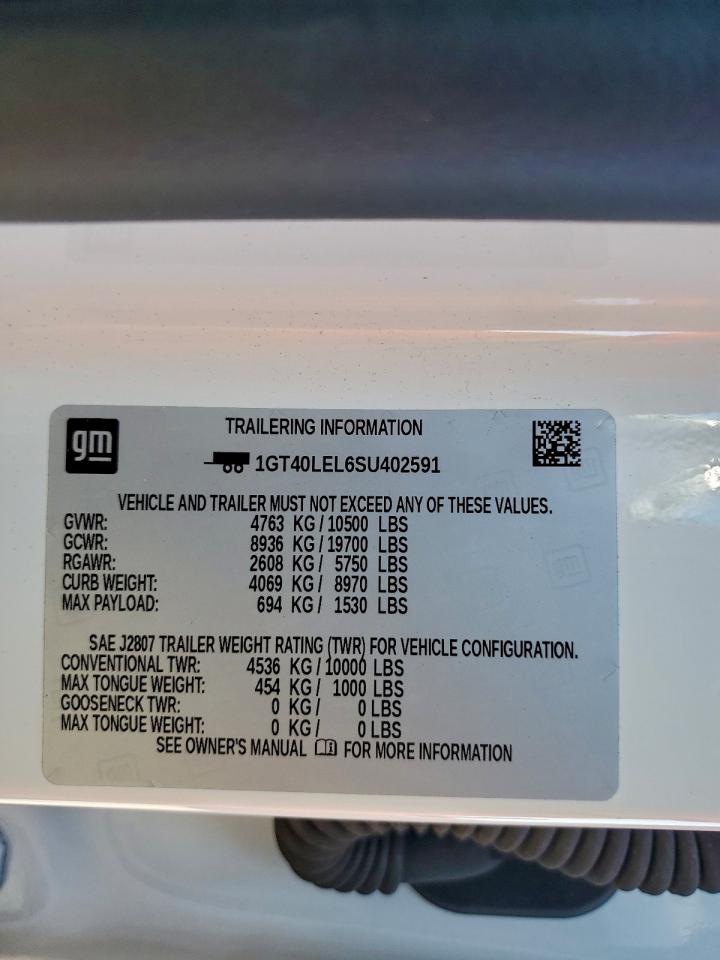 gm
TRAILERING INFORMATION
1GT40LEL6SU402591
VEHICLE AND TRAILER MUST NOT EXCEED ANY OF THESE VALUES.
GVWR: 4763 KG / 10500 LBS
GCWR: 8936 KG / 19700 LBS
RGAWR: 2608 KG / 5750 LBS
CURB WEIGHT: 4069 KG / 8970 LBS
MAX PAYLOAD: 694 KG / 1530 LBS
SAE J2807 TRAILER WEIGHT RATING (TWR) FOR VEHICLE CONFIGURATION.
CONVENTIONAL TWR: 4536 KG / 10000 LBS
MAX TONGUE WEIGHT: 454 KG / 1000 LBS
GOOSENECK TWR: 0 KG / 0 LBS
MAX TONGUE WEIGHT: 0 KG / 0 LBS
SEE OWNER'S MANUAL FOR MORE INFORMATION